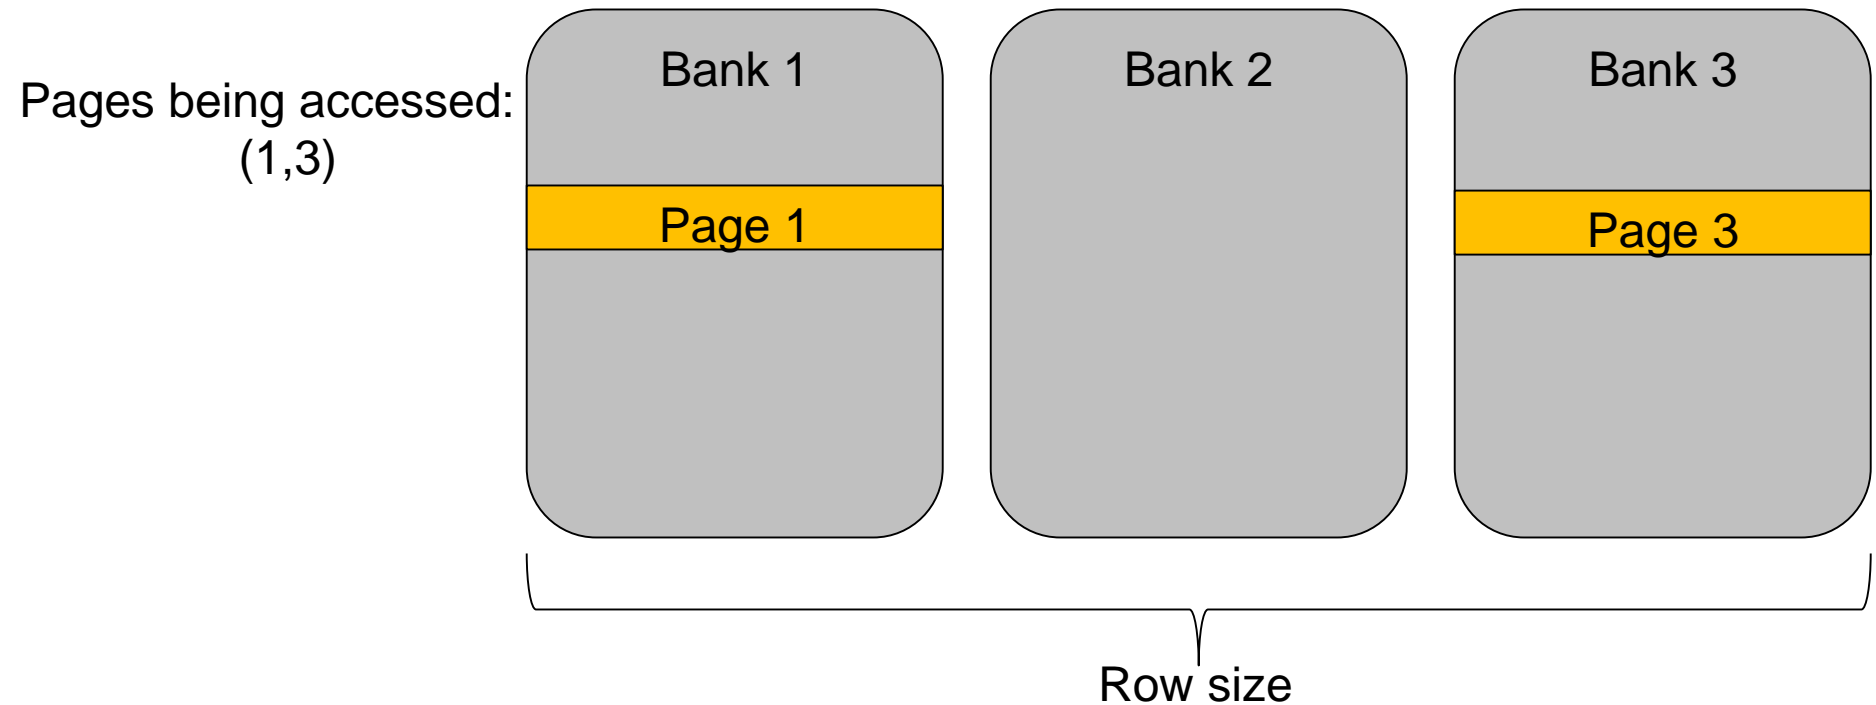 Pages being accessed:
(1,3)
Bank 1
Bank 2
Bank 3
Page 1
Page 3
Row size